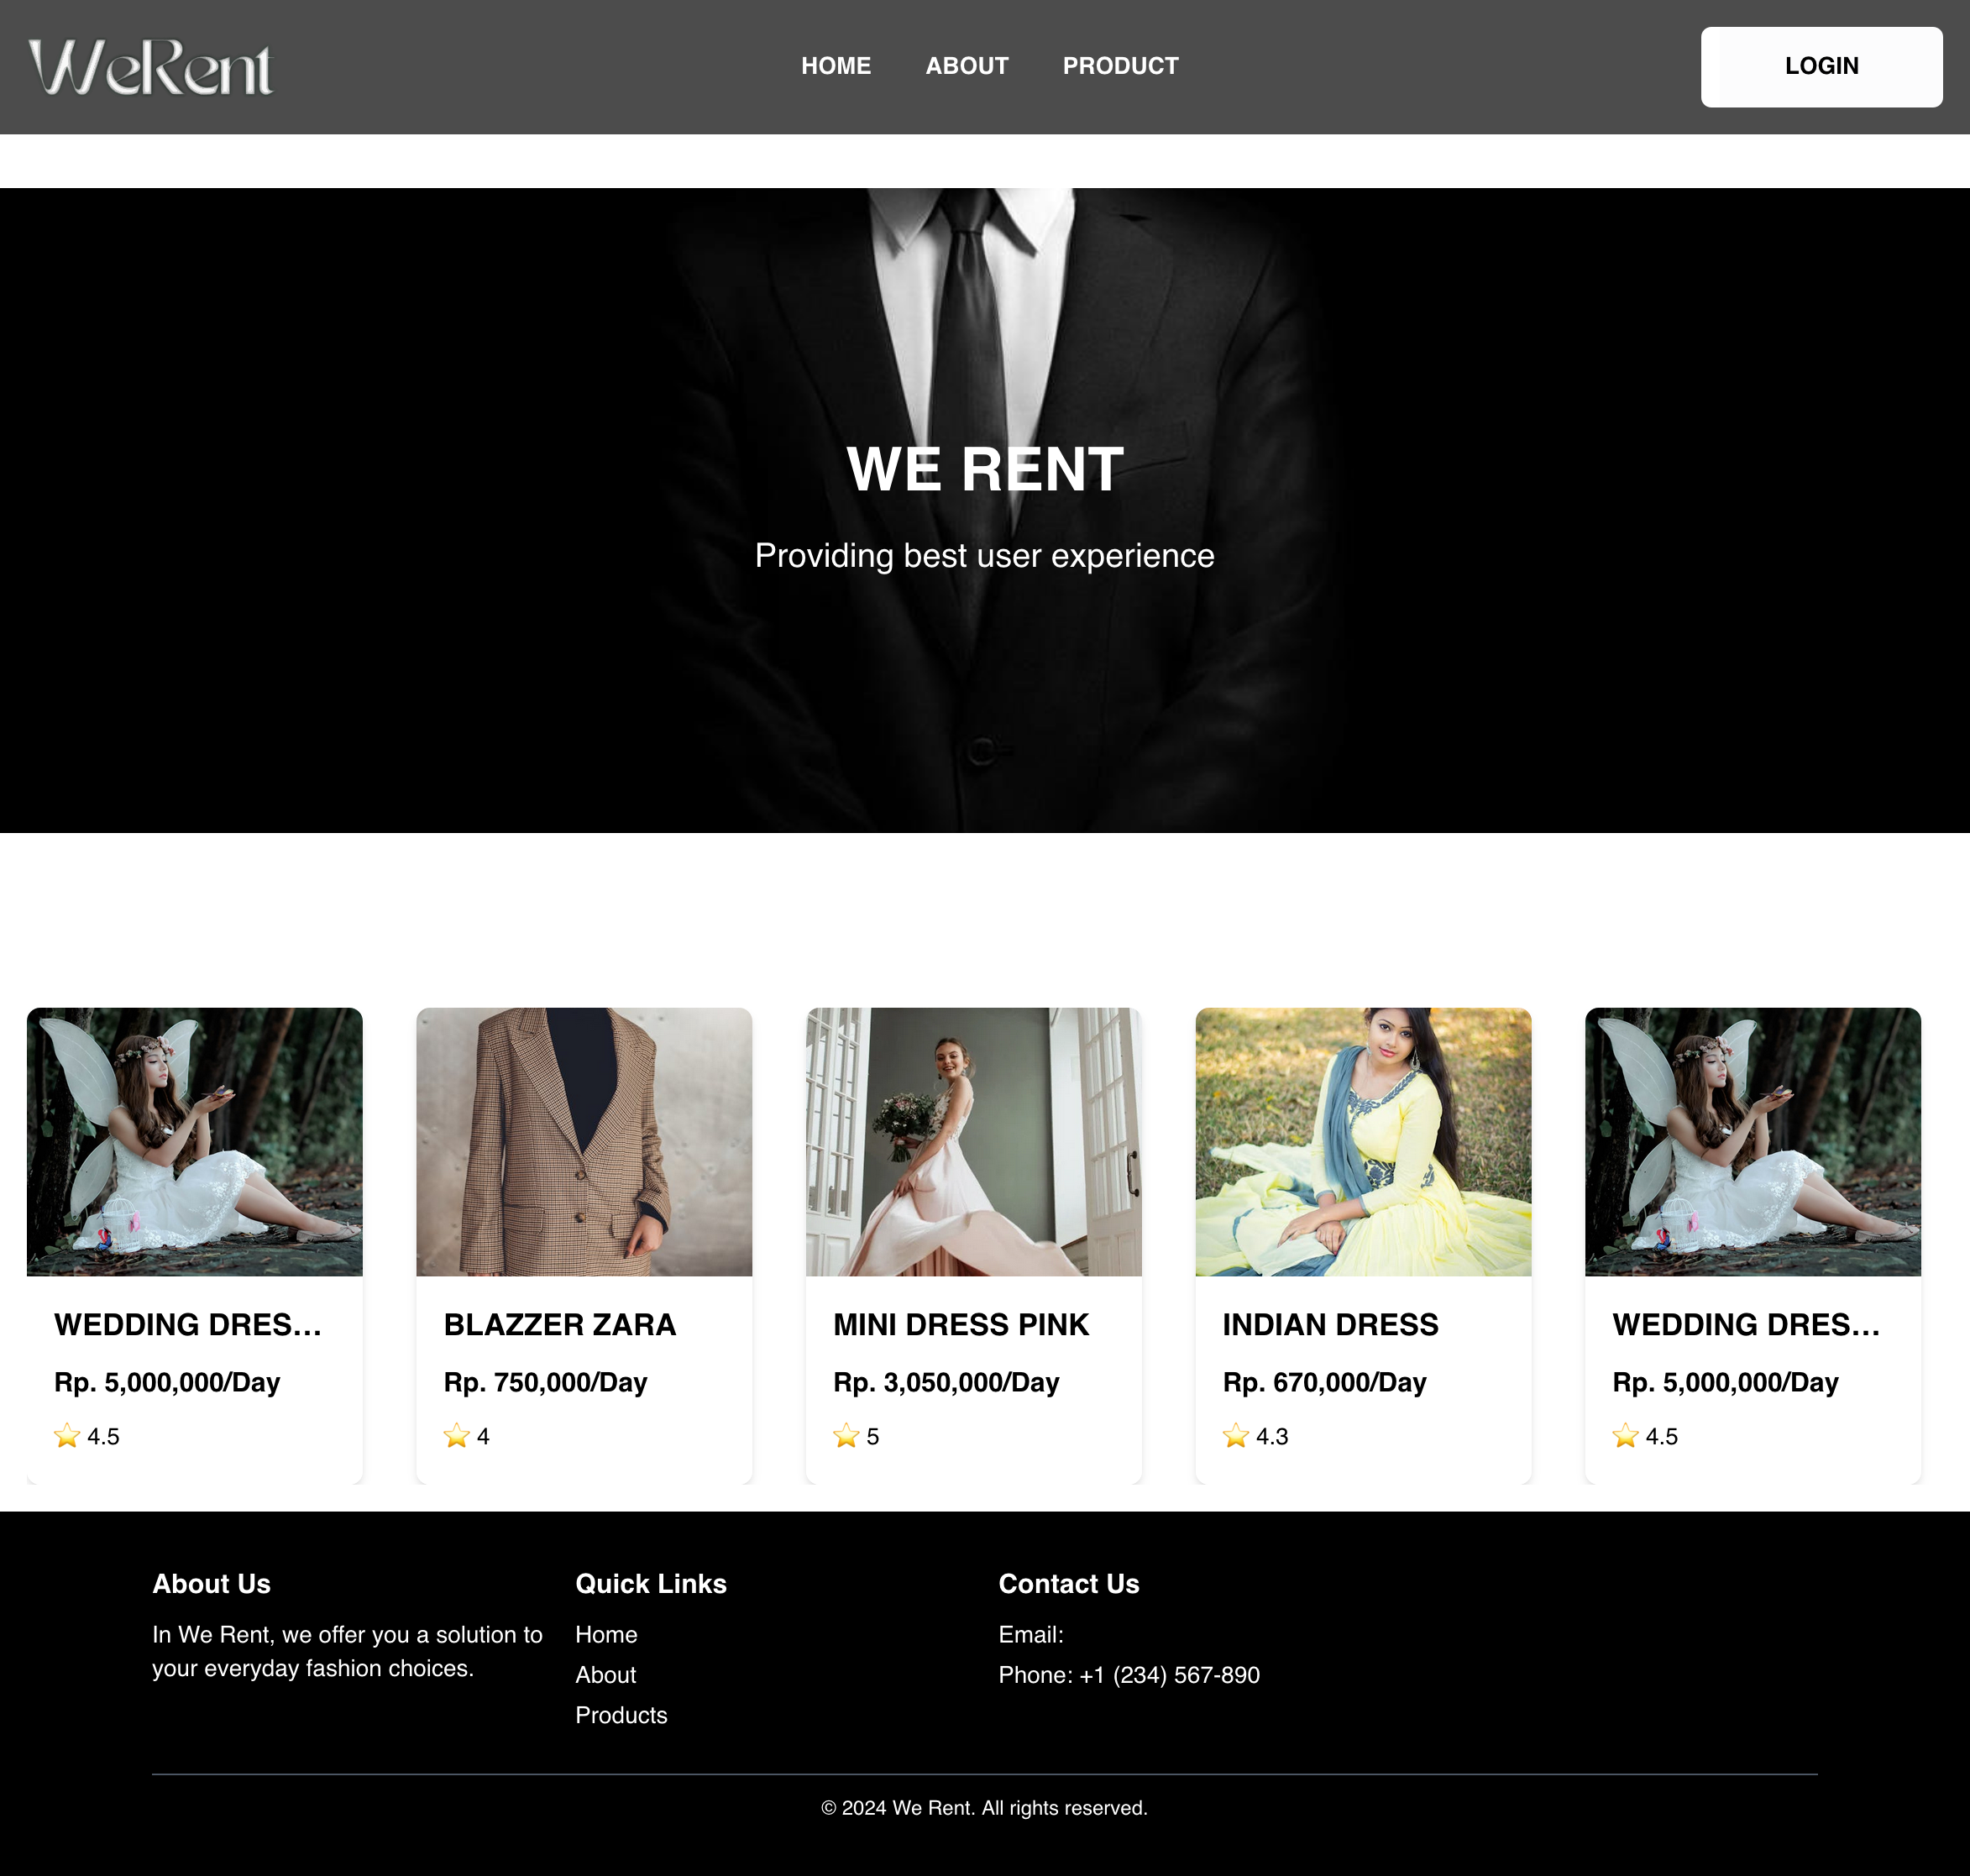 WeRent
HOME ABOUT PRODUCT
LOGIN
WE RENT
Providing best user experience
WEDDING DRES...
Rp. 5,000,000/Day
4.5
BLAZZER ZARA
Rp. 750,000/Day
4
MINI DRESS PINK
Rp. 3,050,000/Day
5
INDIAN DRESS
Rp. 670,000/Day
4.3
WEDDING DRES...
Rp. 5,000,000/Day
4.5
About Us
In We Rent, we offer you a solution to
your everyday fashion choices.
Quick Links
Home
About
Products
Contact Us
Email:
Phone: +1 (234) 567-890
© 2024 We Rent. All rights reserved.